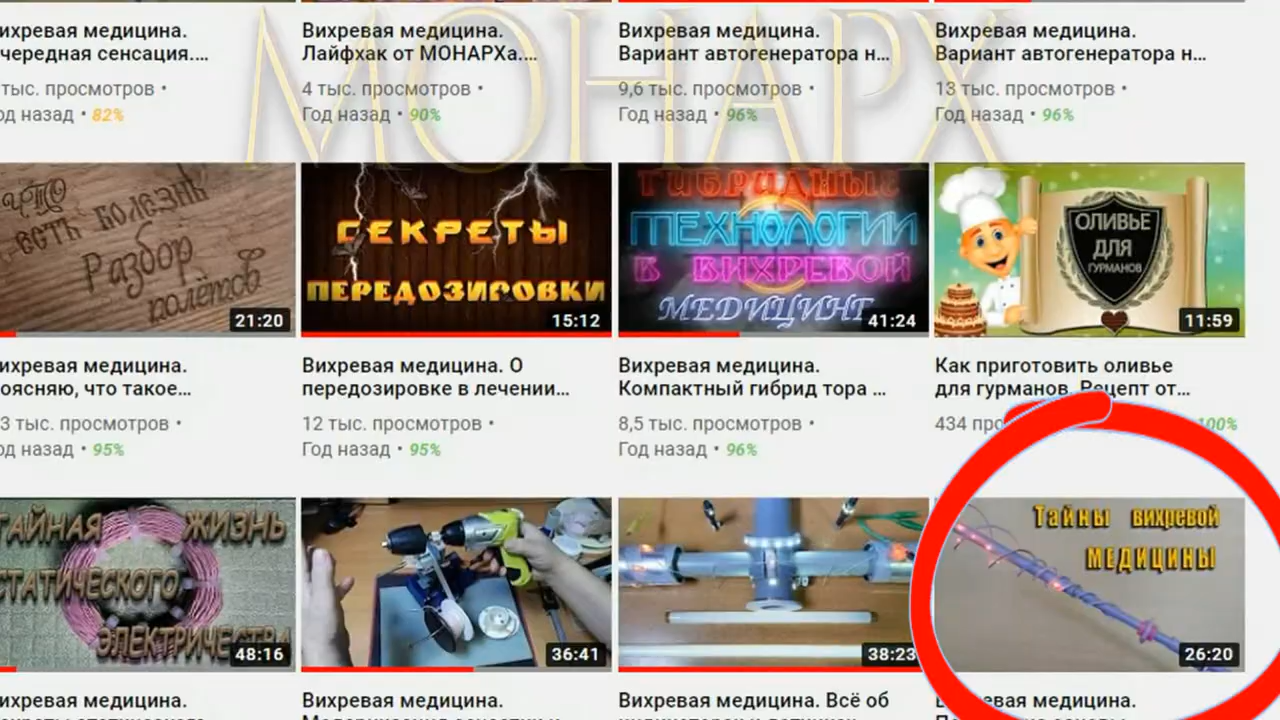 МОНАРХ
ихревая медицина.
чередная сенсация....
тыс. просмотров •
од назад • 82%
Вихревая медицина.
Лайфхак от МОНАРХа....
4 тыс. просмотров •
Год назад • 90%
Вихревая медицина.
Вариант автогенератора н...
9,6 тыс. просмотров •
Год назад • 96%
Вихревая медицина.
Вариант автогенератора н...
13 тыс. просмотров •
Год назад • 96%
ЧТО
есть болезнь
Разбор
полётов
21:20
СЕКРЕТЫ
ПЕРЕДОЗИРОВКИ
15:12
ГИБРИДНЫЕ
ТЕХНОЛОГИИ
В ВИХРЕВОЙ
МЕДИЦИНЕ
41:24
ОЛИВЬЕ
ДЛЯ
ГУРМАНОВ
11:59
ихревая медицина.
оясняю, что такое...
3 тыс. просмотров •
од назад • 95%
Вихревая медицина. О
передозировке в лечении...
12 тыс. просмотров •
Год назад • 95%
Вихревая медицина.
Компактный гибрид тора ...
8,5 тыс. просмотров •
Год назад • 96%
Как приготовить оливье
для гурманов. Рецепт от...
434 про
100%
ТАЙНАЯ ЖИЗНЬ
СТАТИЧЕСКОГО
ЭЛЕКТРИЧЕСТВА
48:16
36:41
38:23
Тайны вихревой
медицины
26:20
ихревая медицина.
Вихревая медицина.
Вихревая медицина. Всё об
евая медицина.